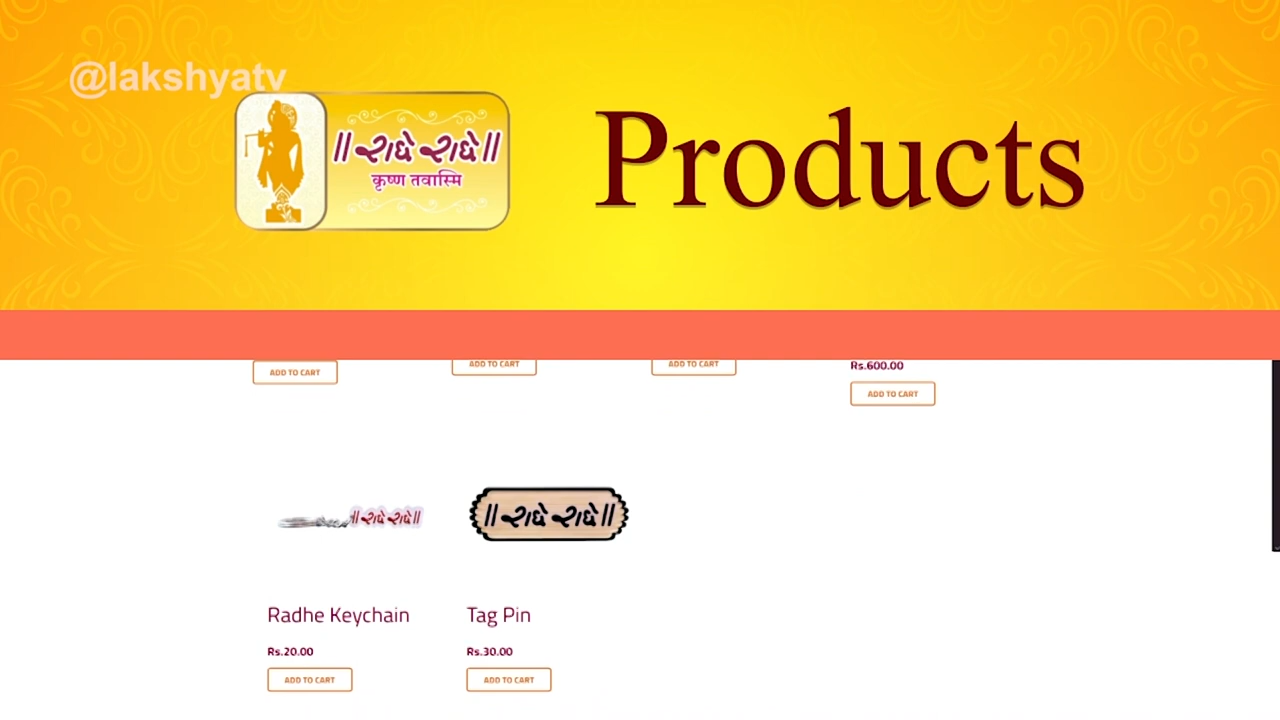 @lakshyatv
॥ राधे राधे ॥
कृष्ण तवास्मि
Products
ADD TO CART
ADD TO CART
ADD TO CART
Rs.600.00
ADD TO CART
॥ राधे राधे ॥
॥ राधे राधे ॥
Radhe Keychain
Tag Pin
Rs.20.00
Rs.30.00
ADD TO CART
ADD TO CART